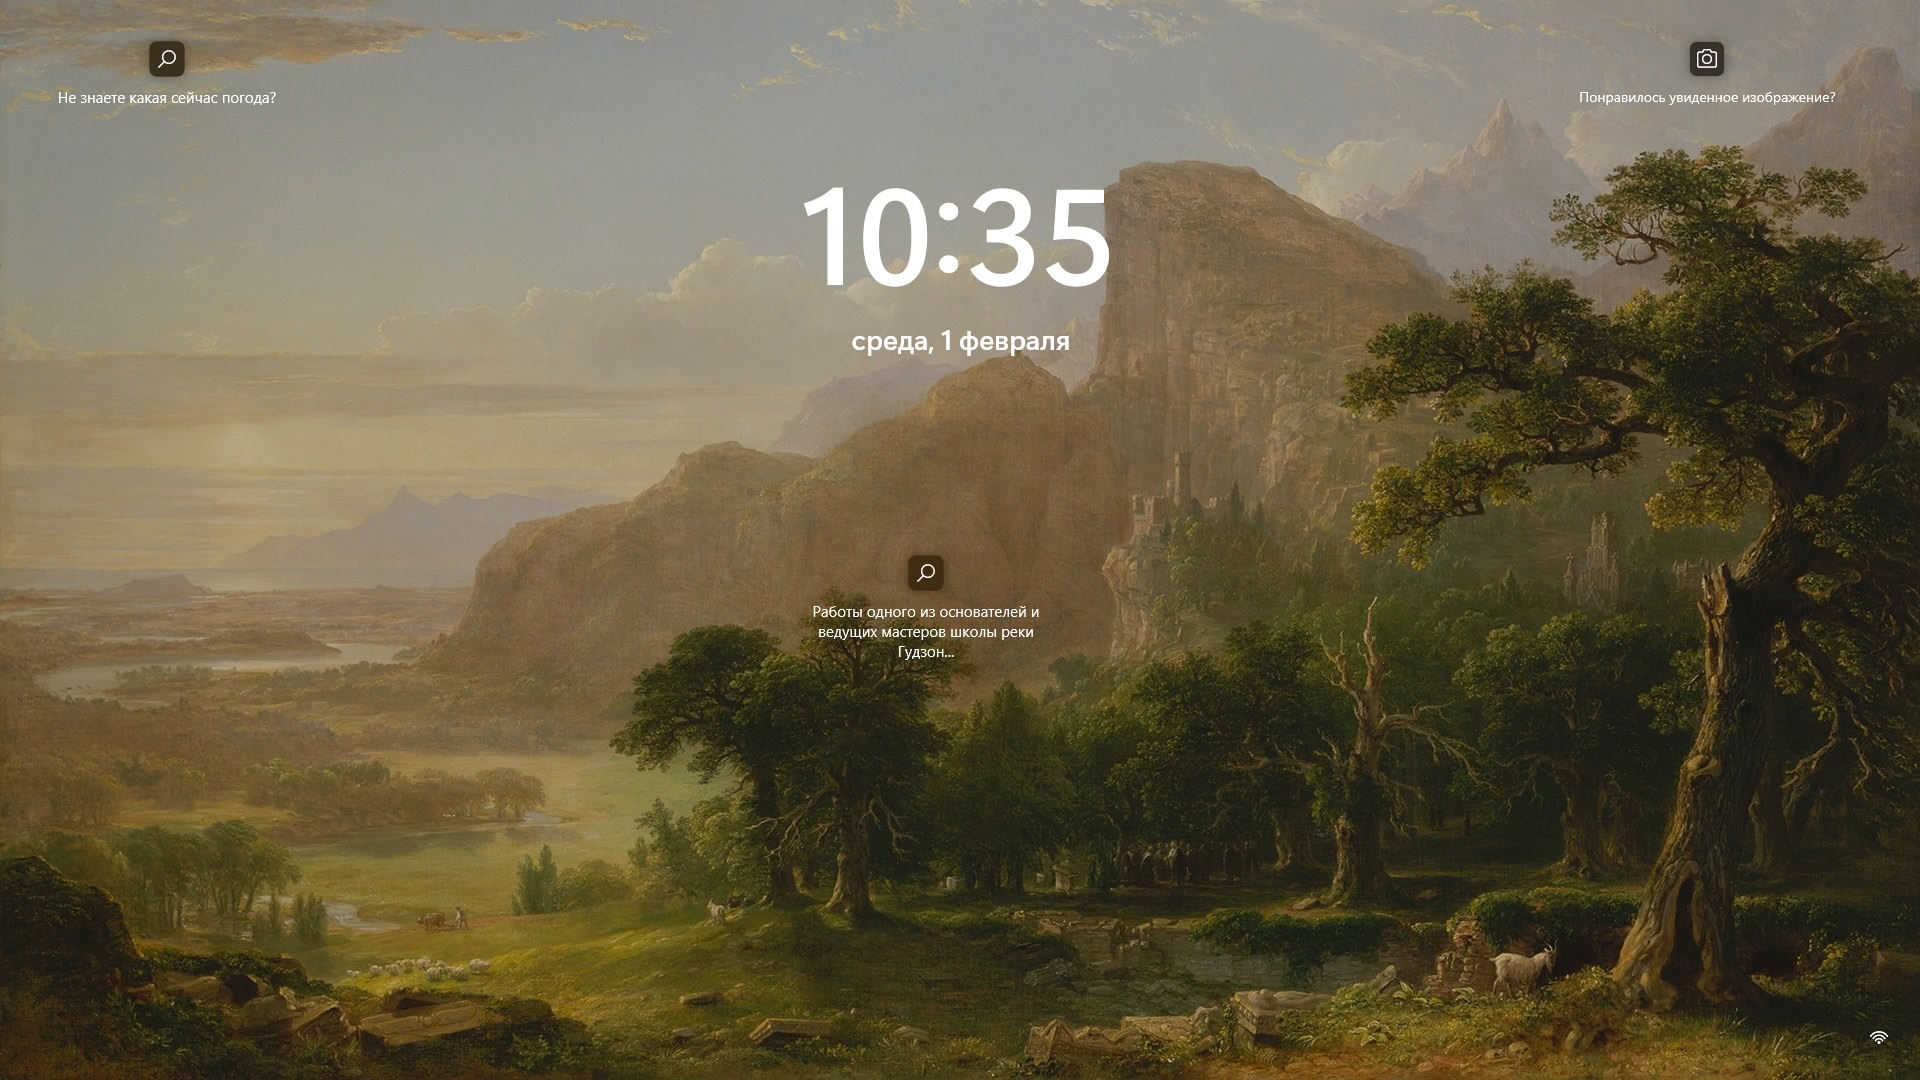 Не знаете какая сейчас погода?
Понравилось увиденное изображение?
10:35
среда, 1 февраля
Работы одного из основателей и
ведущих мастеров школы реки
Гудзон...